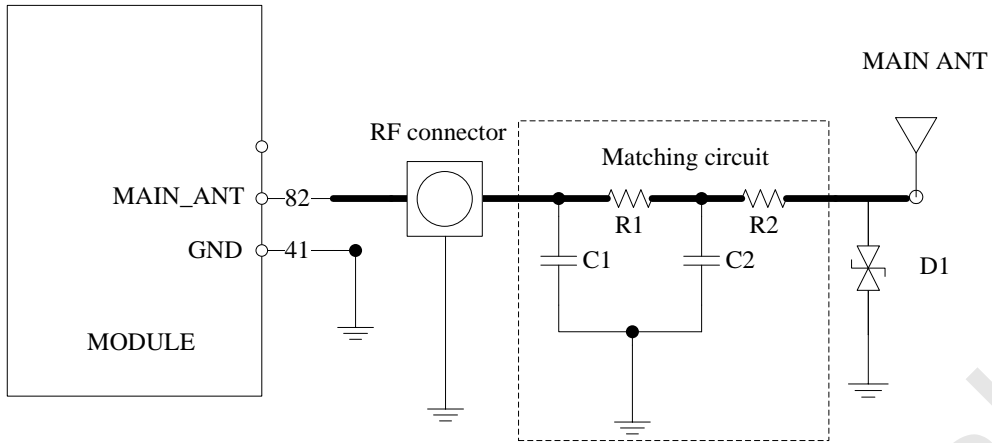 MAIN ANT
RF connector
Matching circuit
MAIN_ANT
82
R1
R2
GND
41
C1
C2
D1
MODULE